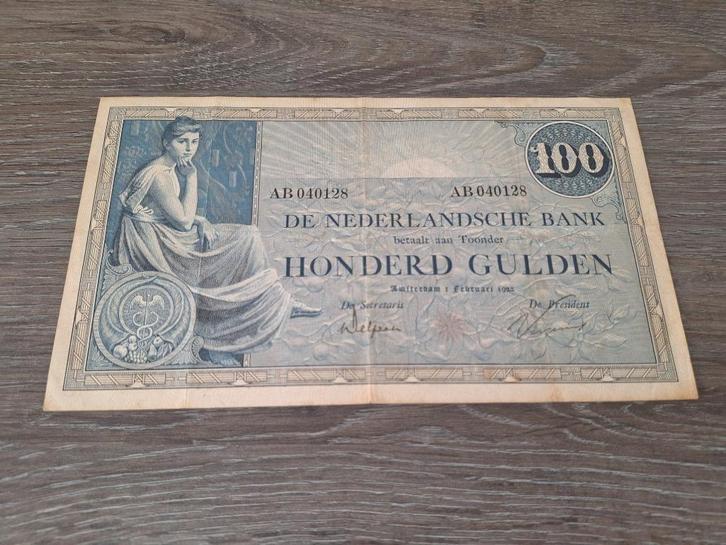 100
AB 040128 AB 040128
DE NEDERLANDSCHE BANK
betaalt aan Toonder
HONDERD GULDEN
Amsterdam 1 Februari 1922
De Secretaris De President